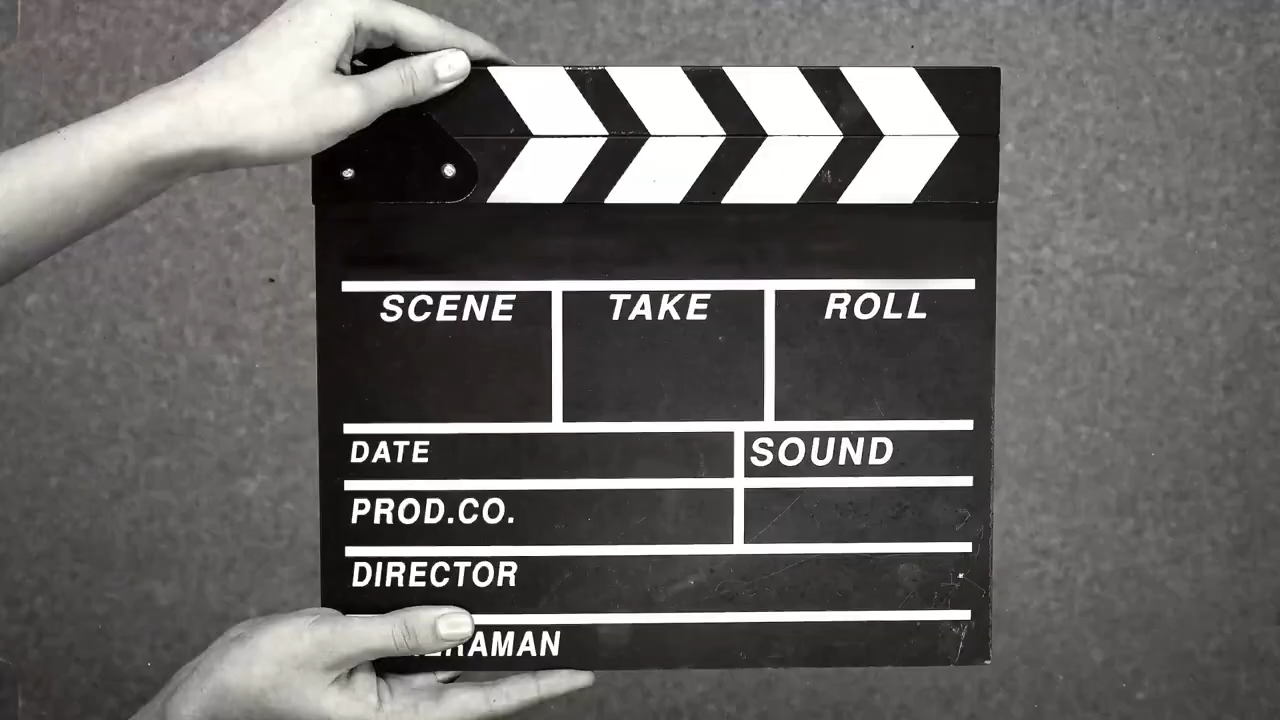 SCENE TAKE ROLL
DATE SOUND
PROD.CO.
DIRECTOR